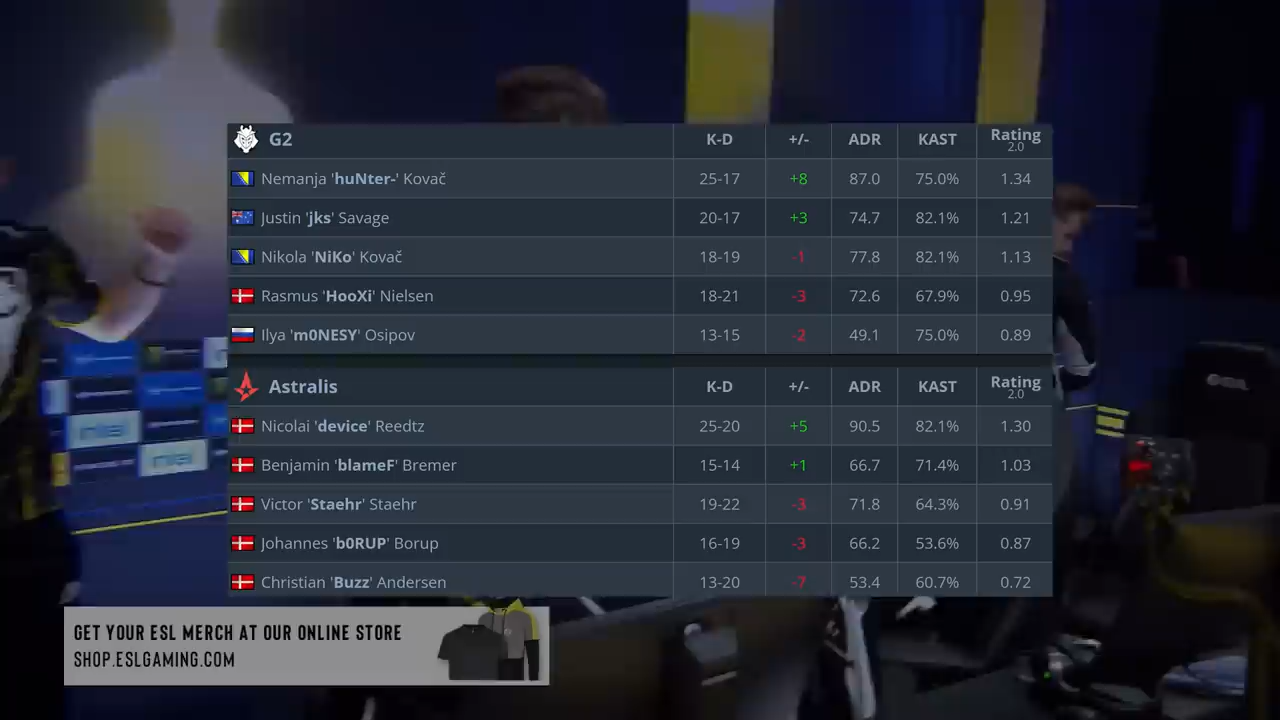 G2 K-D +/- ADR KAST Rating 2.0
Nemanja 'huNter-' Kovač 25-17 +8 87.0 75.0% 1.34
Justin 'jks' Savage 20-17 +3 74.7 82.1% 1.21
Nikola 'NiKo' Kovač 18-19 -1 77.8 82.1% 1.13
Rasmus 'HooXi' Nielsen 18-21 -3 72.6 67.9% 0.95
Ilya 'm0NESY' Osipov 13-15 -2 49.1 75.0% 0.89
Astralis K-D +/- ADR KAST Rating 2.0
Nicolai 'device' Reedtz 25-20 +5 90.5 82.1% 1.30
Benjamin 'blameF' Bremer 15-14 +1 66.7 71.4% 1.03
Victor 'Staehr' Staehr 19-22 -3 71.8 64.3% 0.91
Johannes 'b0RUP' Borup 16-19 -3 66.2 53.6% 0.87
Christian 'Buzz' Andersen 13-20 -7 53.4 60.7% 0.72
intel
intel
GET YOUR ESL MERCH AT OUR ONLINE STORE
SHOP.ESLGAMING.COM